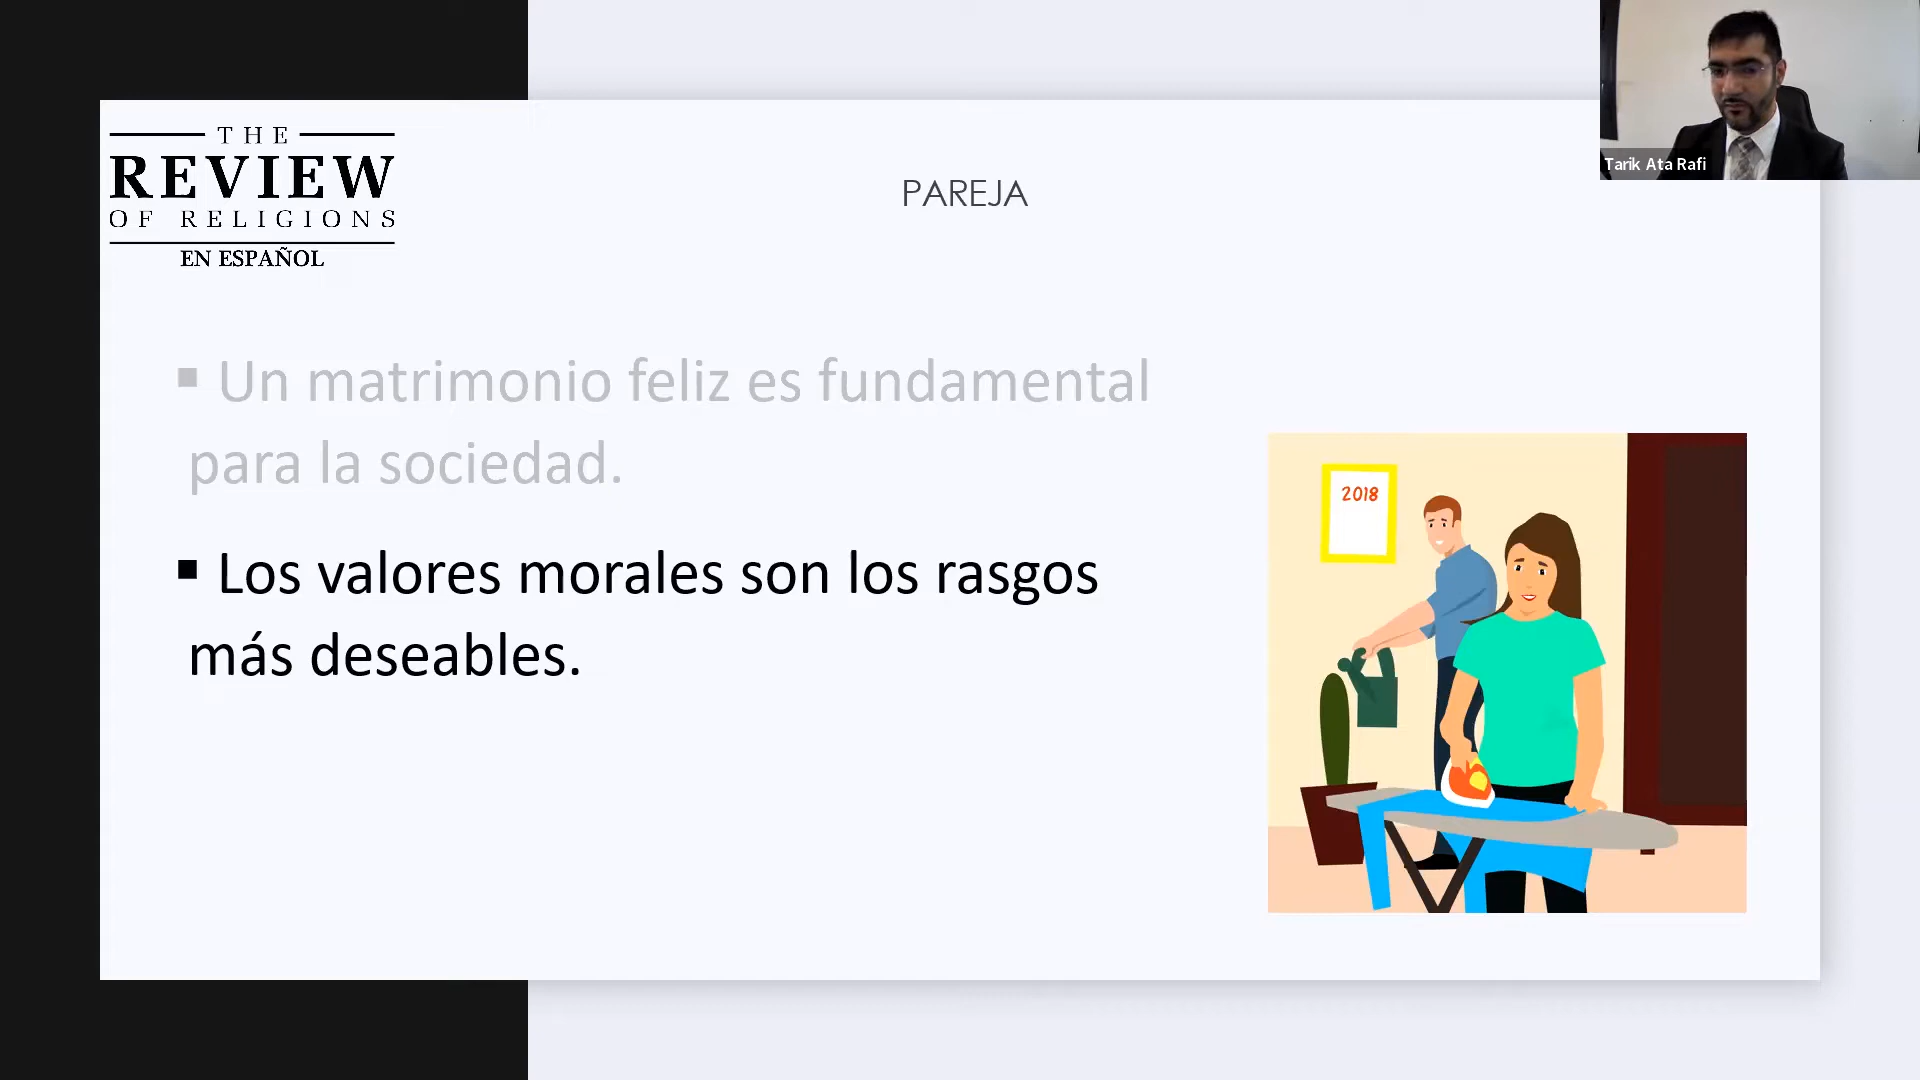 THE
REVIEW
OF RELIGIONS
EN ESPAÑOL
PAREJA
Tarik Ata Rafi
▪ Un matrimonio feliz es fundamental
para la sociedad.
▪ Los valores morales son los rasgos
más deseables.
2018